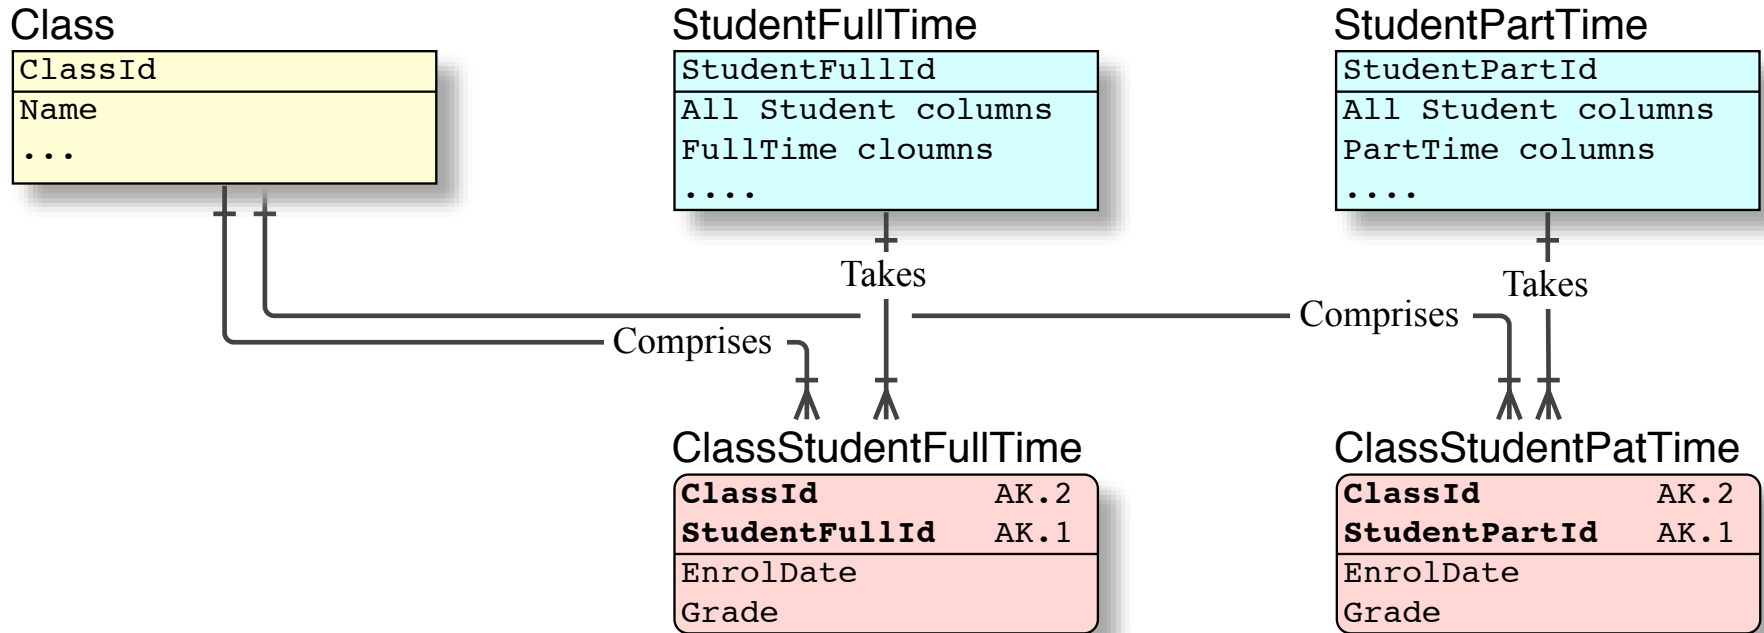 Class
ClassId
Name
...
StudentFullTime
StudentFullId
All Student columns
FullTime cloumns
....
StudentPartTime
StudentPartId
All Student columns
PartTime columns
....
Takes
Takes
Comprises
Comprises
ClassStudentFullTime
ClassId AK.2
StudentFullId AK.1
EnrolDate
Grade
ClassStudentPatTime
ClassId AK.2
StudentPartId AK.1
EnrolDate
Grade